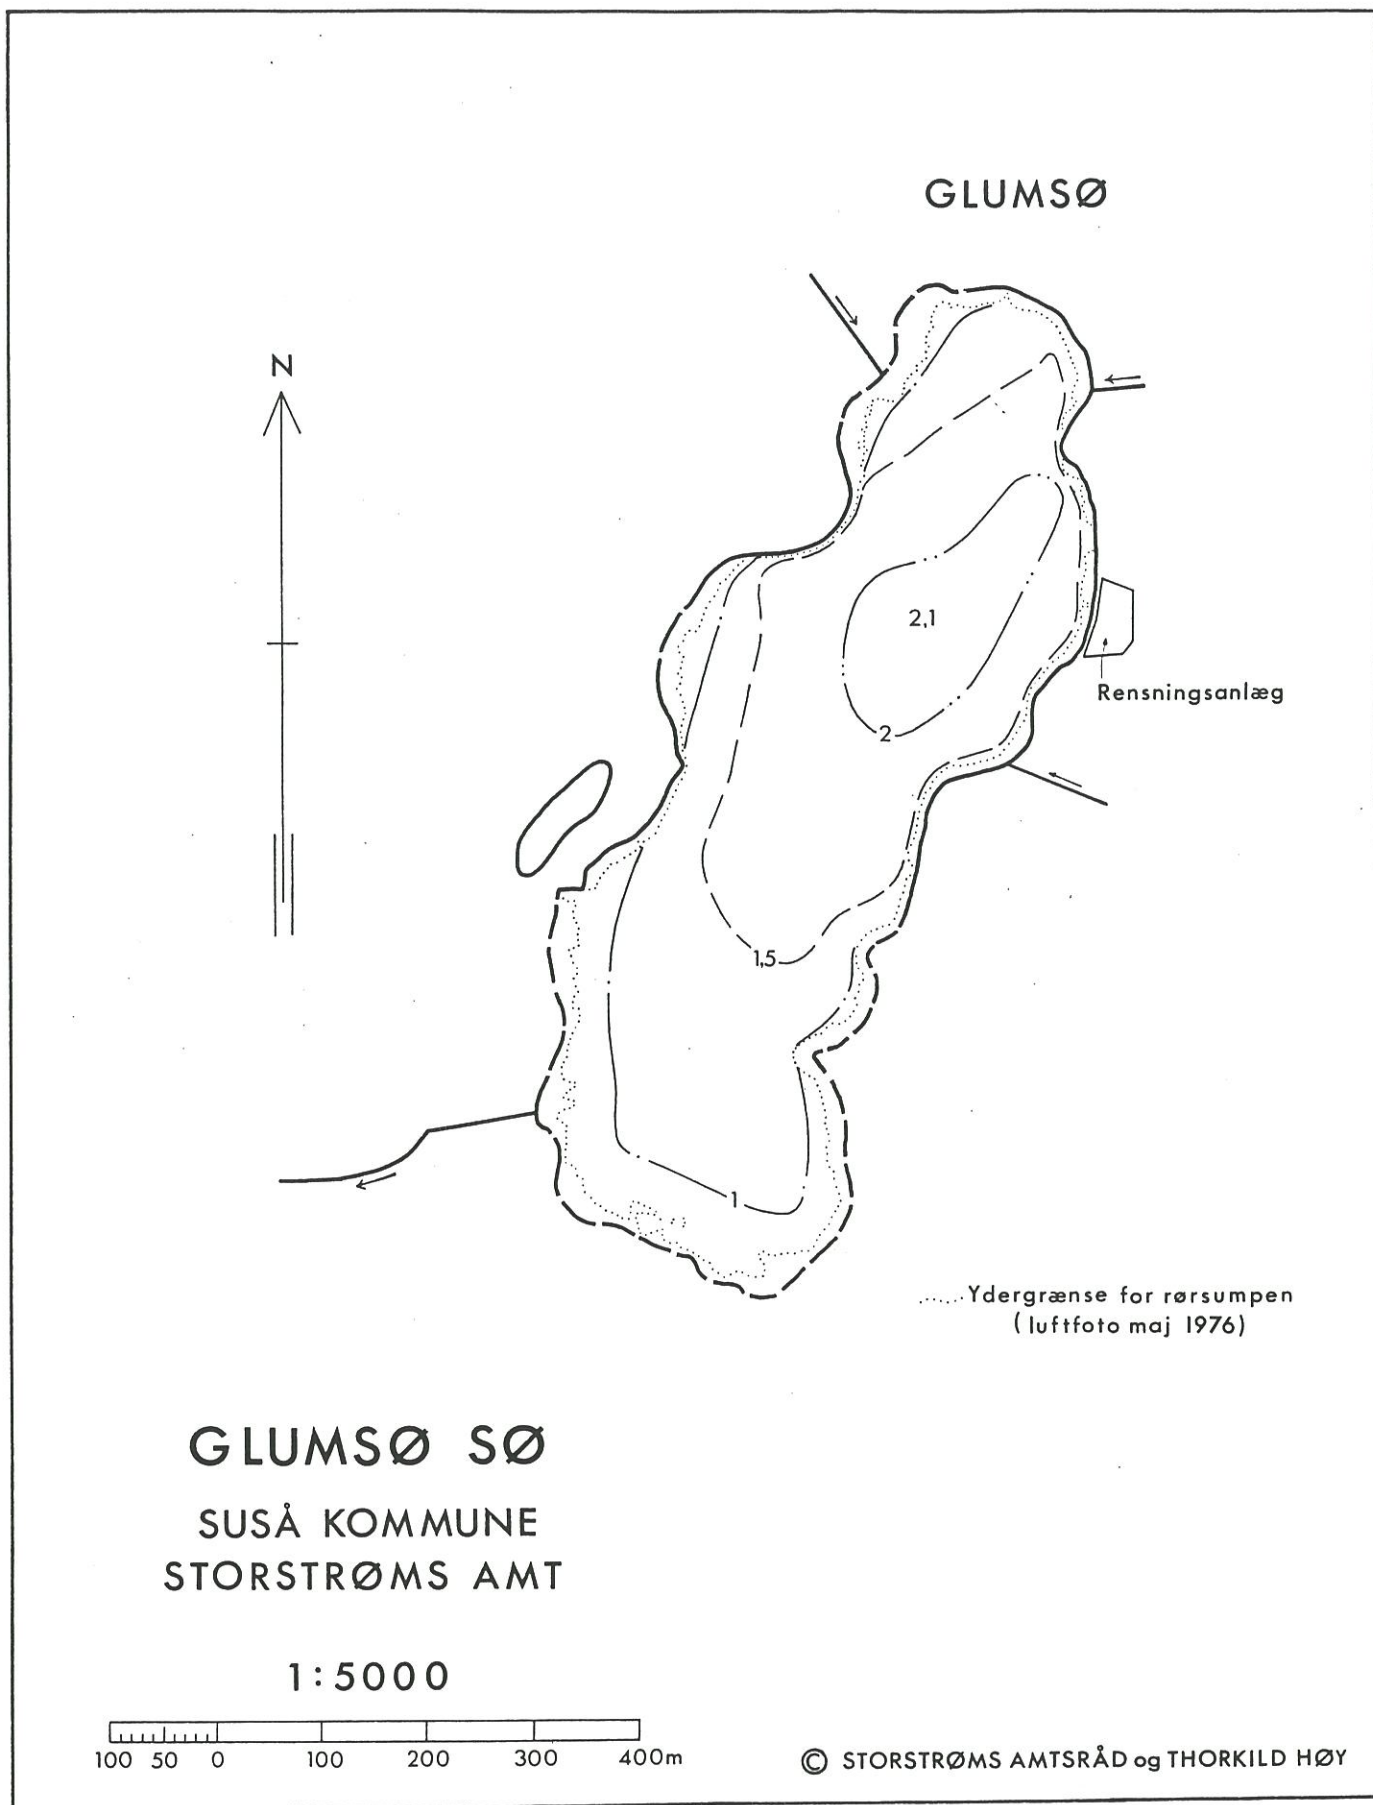 GLUMSØ
N
2,1
Rensningsanlæg
2
1,5
1
Ydergrænse for rørsumpen
(luftfoto maj 1976)
GLUMSØ SØ
SUSÅ KOMMUNE
STORSTRØMS AMT
1:5000
100 50 0 100 200 300 400m
© STORSTRØMS AMTSRÅD og THORKILD HØY